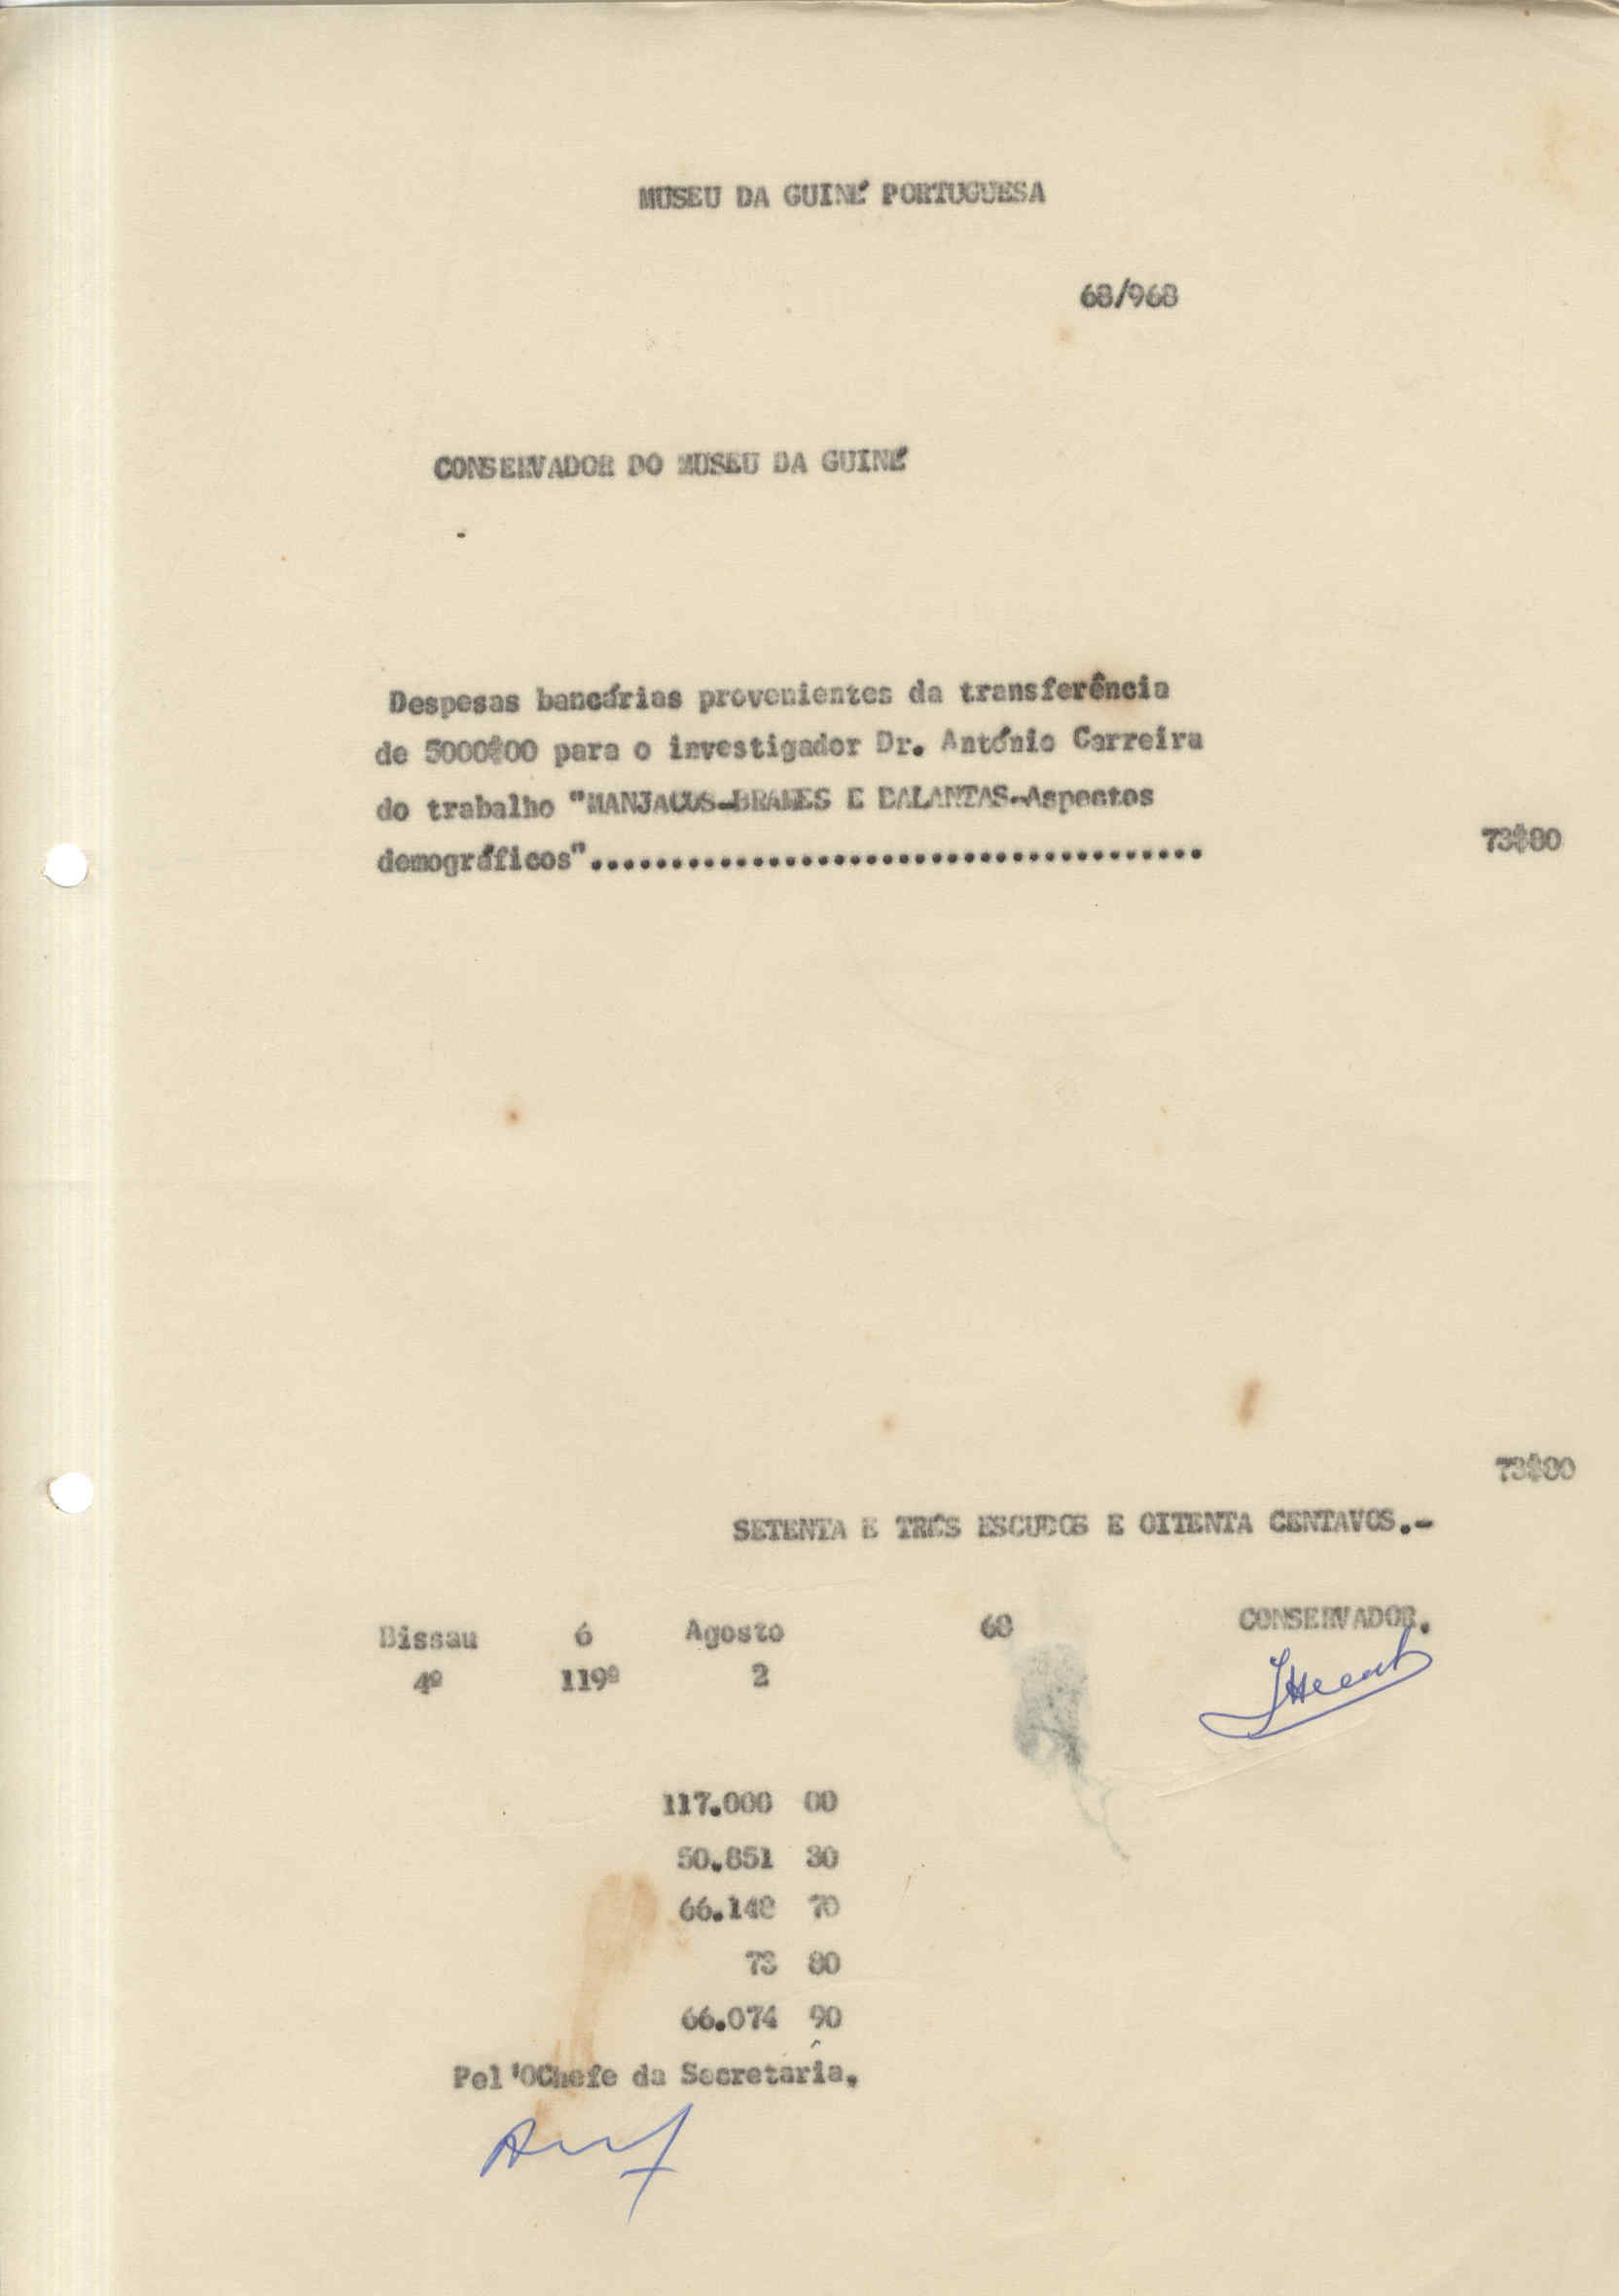 MUSEU DA GUINÉ PORTUGUESA
68/968
CONSERVADOR DO MUSEU DA GUINÉ
-
Despesas bancárias provenientes da transferência
de 5000$00 para o investigador Dr. António Carreira
do trabalho "MANJACOS-BRAMES E BALANTAS-Aspectos
demográficos"...................................... 73$80
73$80
SETENTA E TRÊS ESCUDOS E OITENTA CENTAVOS.-
Bissau 6 Agosto 68 CONSERVADOR.
4º 119º 2
117.000 00
50.851 30
66.148 70
73 80
66.074 90
Pel'OChefe da Secretaria.